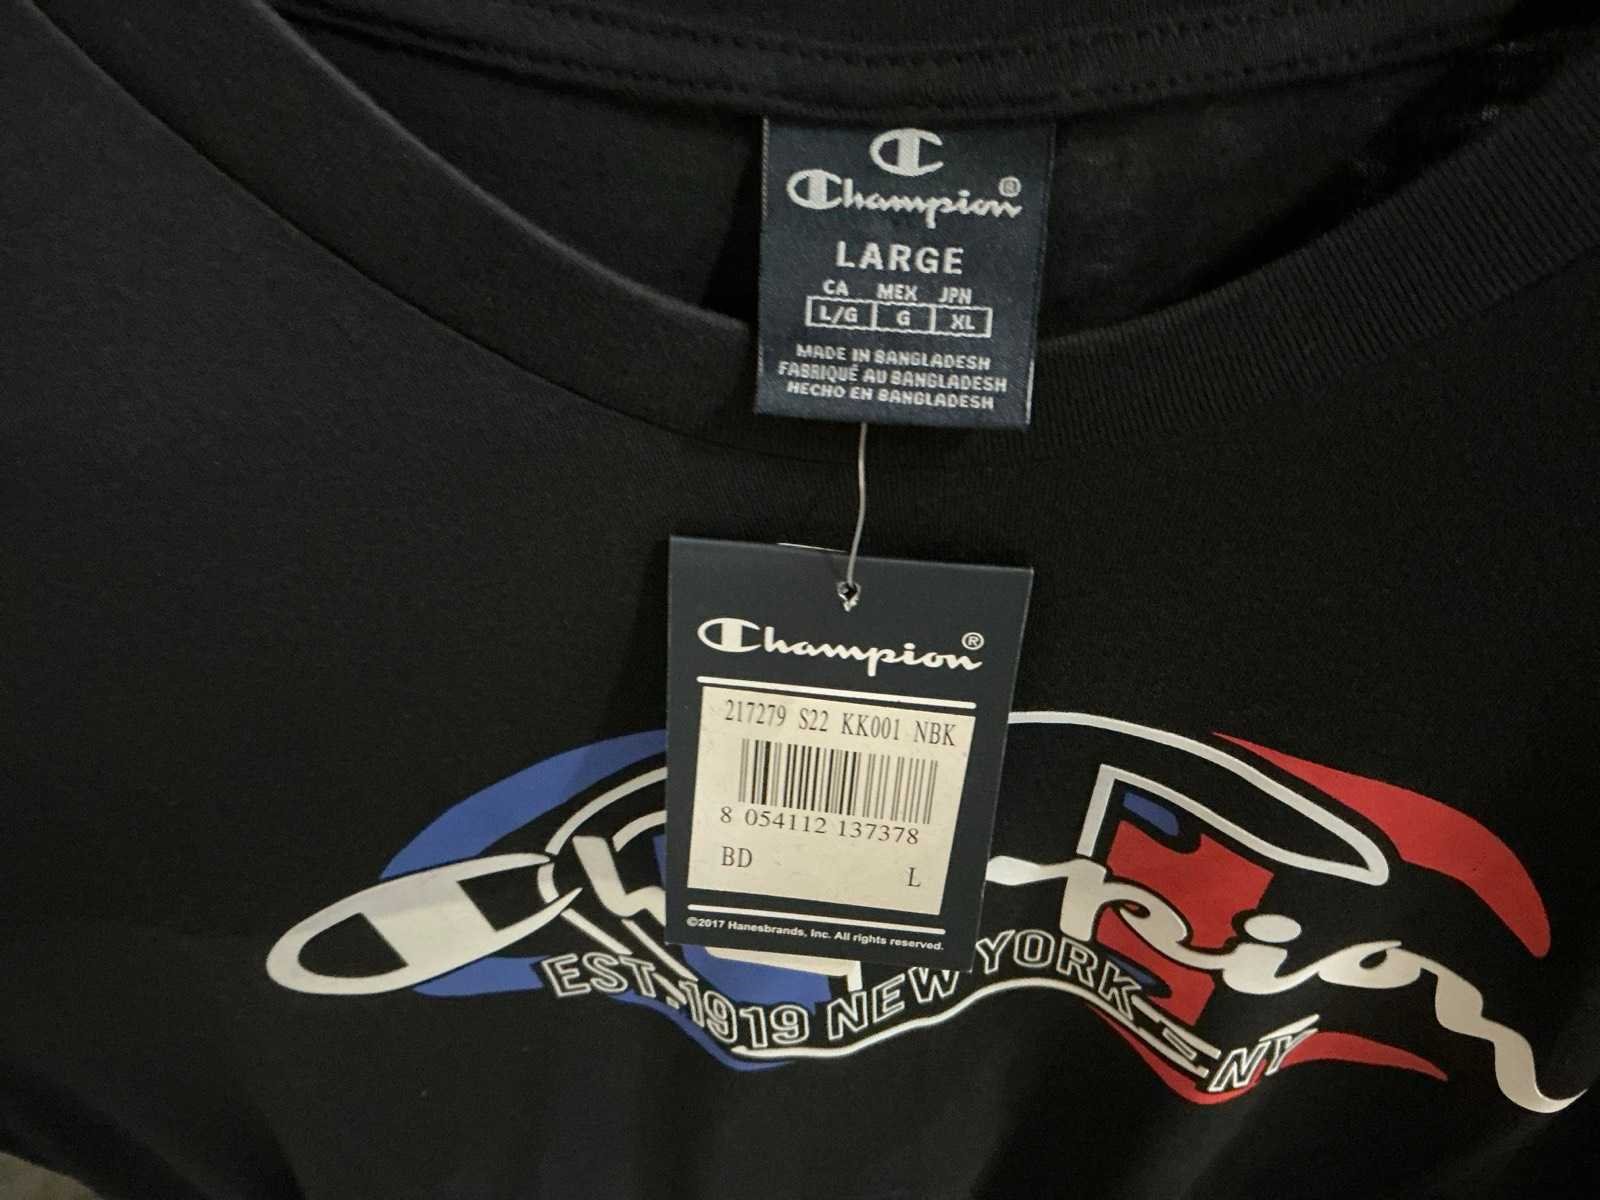 Champion®
LARGE
CA MEX JPN
L/G G XL
MADE IN BANGLADESH
FABRIQUÉ AU BANGLADESH
HECHO EN BANGLADESH
Champion®
217279 S22 KK001 NBK
8 054112 137378
BD
L
©2017 Hanesbrands, Inc. All rights reserved.
EST. 1919 NEW YORK NY